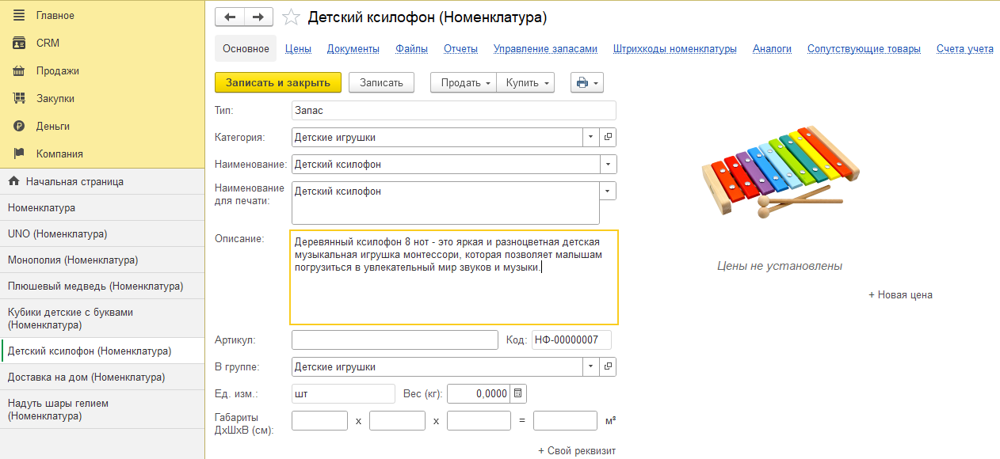 Главное
CRM
Продажи
Закупки
Деньги
Компания
Начальная страница
Номенклатура
UNO (Номенклатура)
Монополия (Номенклатура)
Плюшевый медведь (Номенклатура)
Кубики детские с буквами
(Номенклатура)
Детский ксилофон (Номенклатура)
Доставка на дом (Номенклатура)
Надуть шары гелием
(Номенклатура)
Детский ксилофон (Номенклатура)
Основное Цены Документы Файлы Отчеты Управление запасами Штрихкоды номенклатуры Аналоги Сопутствующие товары Счета учета
Записать и закрыть Записать Продать Купить
Тип: Запас
Категория: Детские игрушки
Наименование: Детский ксилофон
Наименование
для печати: Детский ксилофон
Описание: Деревянный ксилофон 8 нот - это яркая и разноцветная детская
музыкальная игрушка монтессори, которая позволяет малышам
погрузиться в увлекательный мир звуков и музыки.
Артикул: Код: НФ-00000007
В группе: Детские игрушки
Ед. изм.: шт Вес (кг): 0,0000
Габариты
ДхШхВ (см): х х = м³
+ Свой реквизит
Цены не установлены
+ Новая цена